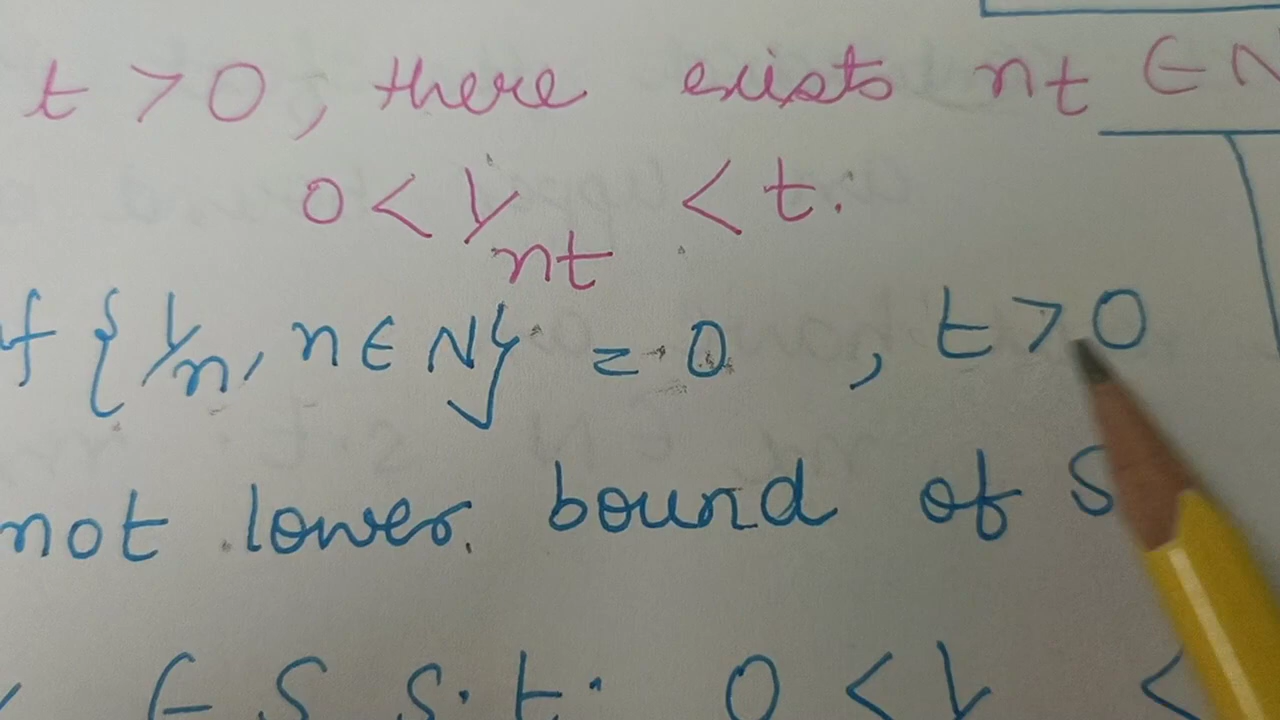 t > 0, there exists nt ∈ N
0 < 1/nt < t.
f {1/n, n ∈ N} = 0 , t > 0
not lower bound of S
∈ S s.t. 0 < 1 <